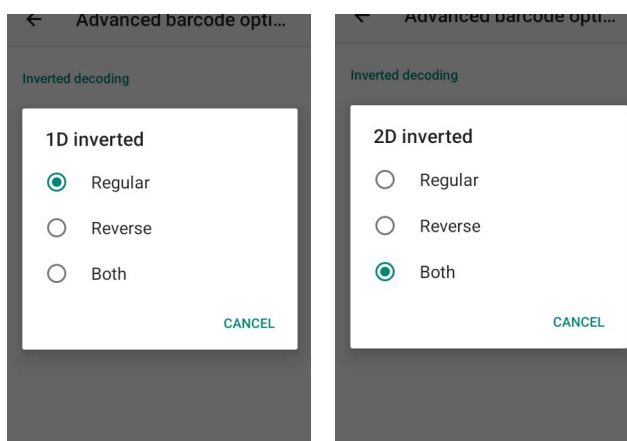 Advanced barcode opti...
Inverted decoding
1D inverted
Regular
Reverse
Both
CANCEL
Advanced barcode opti...
Inverted decoding
2D inverted
Regular
Reverse
Both
CANCEL